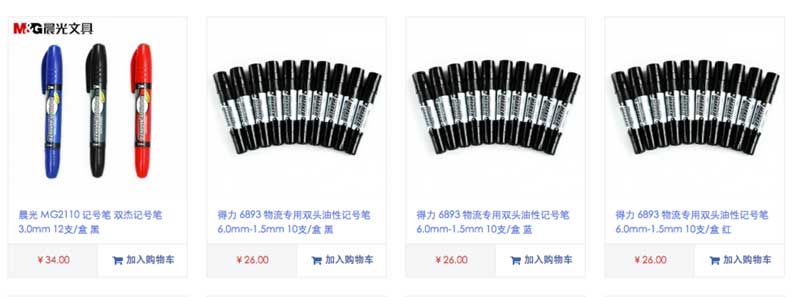 M&G晨光文具
晨光 MG2110 记号笔 双杰记号笔
3.0mm 12支/盒 黑
¥ 34.00
加入购物车
得力 6893 物流专用双头油性记号笔
6.0mm-1.5mm 10支/盒 黑
¥ 26.00
加入购物车
得力 6893 物流专用双头油性记号笔
6.0mm-1.5mm 10支/盒 蓝
¥ 26.00
加入购物车
得力 6893 物流专用双头油性记号笔
6.0mm-1.5mm 10支/盒 红
¥ 26.00
加入购物车